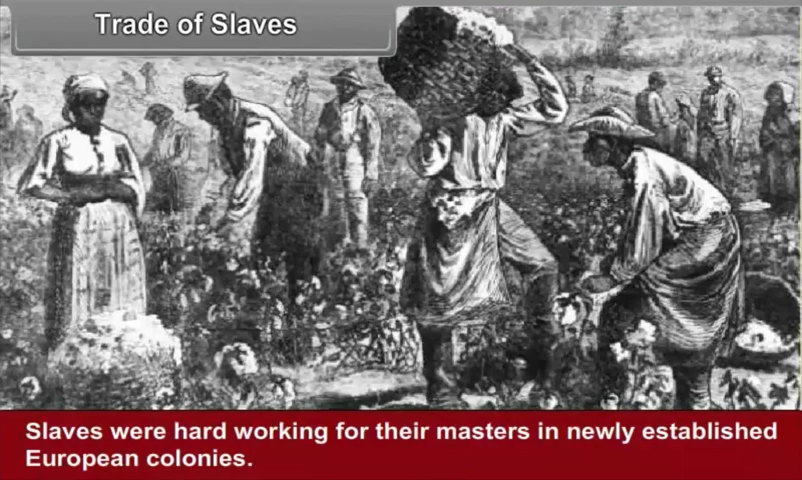 Trade of Slaves
Slaves were hard working for their masters in newly established
European colonies.